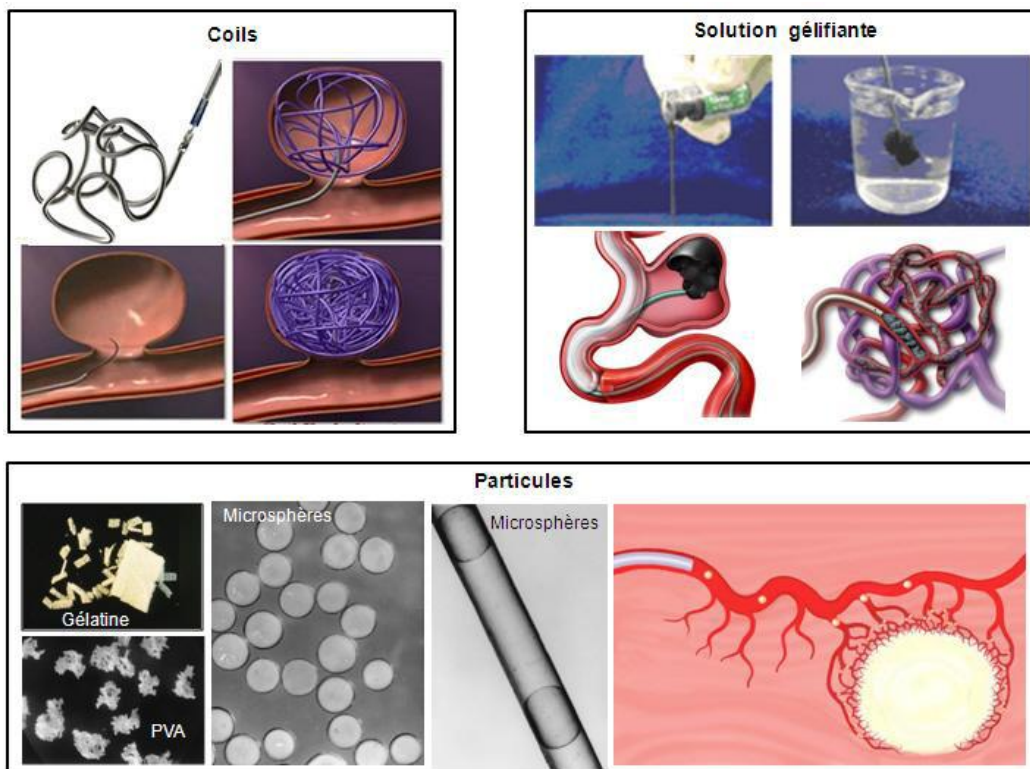 Coils
Solution gélifiante
Particules
Gélatine
PVA
Microsphères
Microsphères